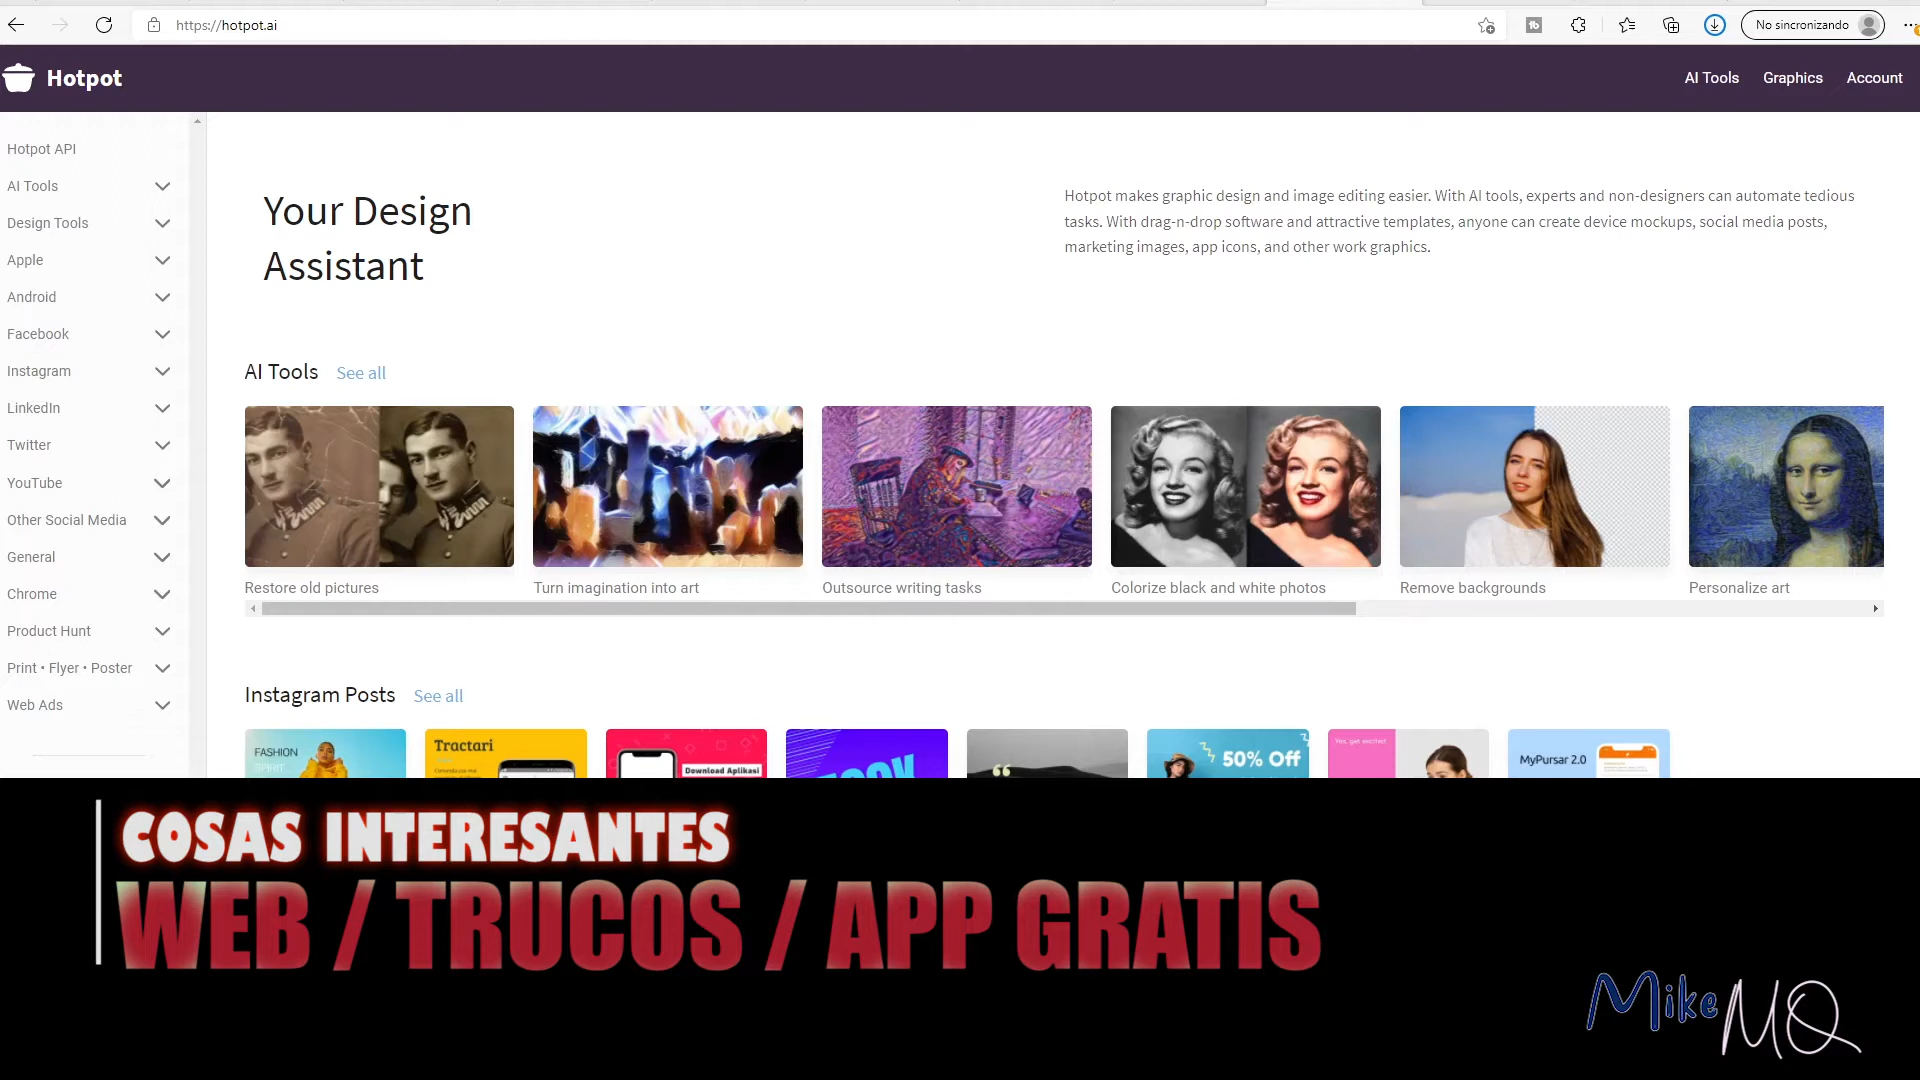 https://hotpot.ai
No sincronizando
Hotpot
AI Tools
Graphics
Account
Hotpot API
AI Tools
Design Tools
Apple
Android
Facebook
Instagram
LinkedIn
Twitter
YouTube
Other Social Media
General
Chrome
Product Hunt
Print • Flyer • Poster
Web Ads
Your Design
Assistant
Hotpot makes graphic design and image editing easier. With AI tools, experts and non-designers can automate tedious
tasks. With drag-n-drop software and attractive templates, anyone can create device mockups, social media posts,
marketing images, app icons, and other work graphics.
AI Tools See all
Restore old pictures
Turn imagination into art
Outsource writing tasks
Colorize black and white photos
Remove backgrounds
Personalize art
Instagram Posts See all
FASHION
SPIRIT
Tractari
Download Aplikasi
50% Off
Yes, get excited
MyPursar 2.0
COSAS INTERESANTES
WEB / TRUCOS / APP GRATIS
Mike MQ